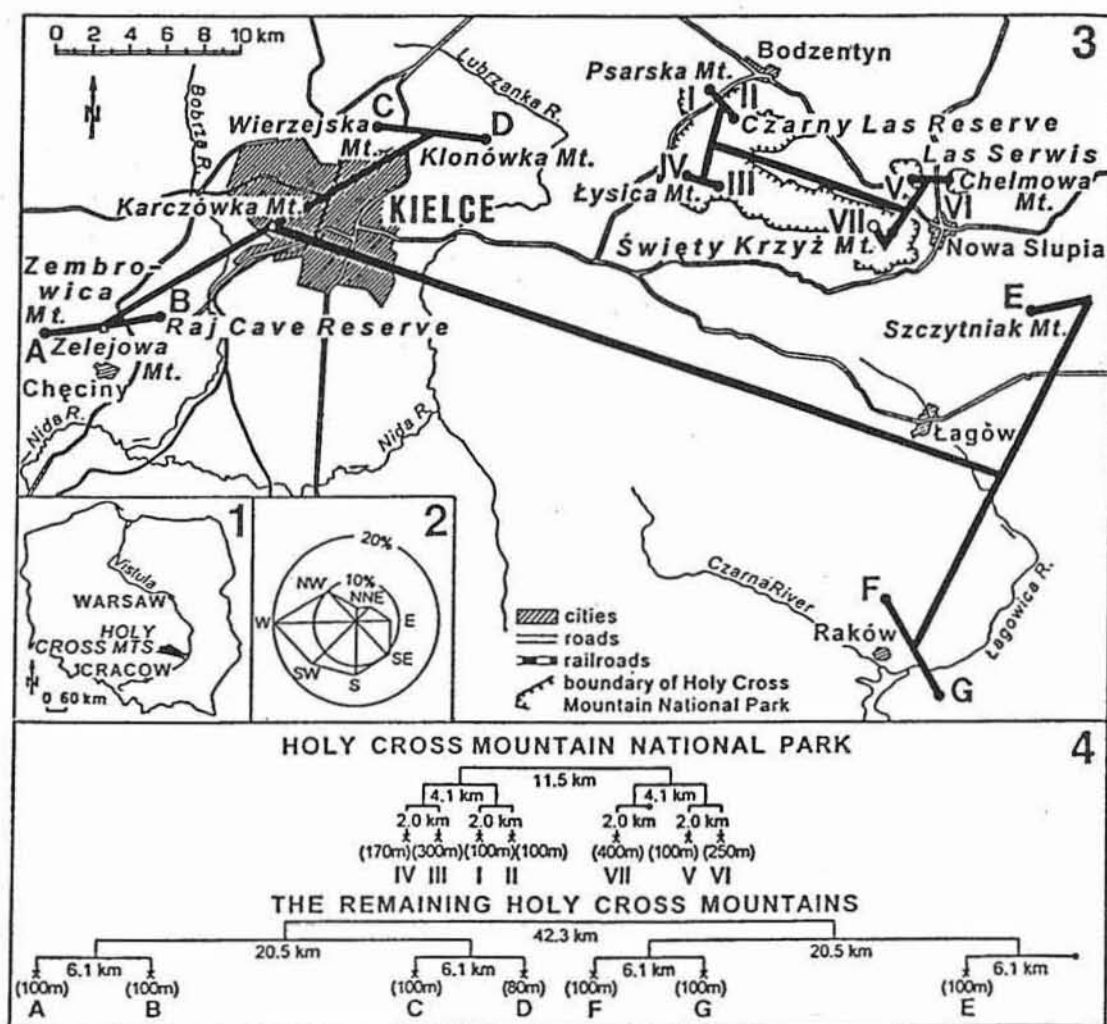 0 2 4 6 8 10 km
3
N
Bobrza R.
Lubrzanka R.
Bodzentyn
Psarska Mt.
I
II
Czarny Las Reserve
C
D
Wierzejska
Mt.
Klonówka Mt.
Las Serwis
IV
III
Łysica Mt.
V
Chełmowa
Mt.
VI
Karczówka Mt.
KIELCE
VII
Nowa Slupia
Święty Krzyż Mt.
Zembro-
wica
Mt.
B
Raj Cave Reserve
A
Zelejowa
Mt.
Chęciny
E
Szczytniak Mt.
Nida R.
Nida R.
Łagów
1
Vistula
WARSAW
HOLY
CROSS MTS
CRACOW
N
0 60 km
2
20%
10%
NW
NNE
W
E
SW
SE
S
Czarna River
F
Raków
Łagowica R.
G
cities
roads
railroads
boundary of Holy Cross
Mountain National Park
4
HOLY CROSS MOUNTAIN NATIONAL PARK
11.5 km
4.1 km 4.1 km
2.0 km 2.0 km 2.0 km 2.0 km
(170m) (300m) (100m) (100m) (400m) (100m) (250m)
IV III I II VII V VI
THE REMAINING HOLY CROSS MOUNTAINS
42.3 km
20.5 km 20.5 km
6.1 km 6.1 km 6.1 km 6.1 km
(100m) (100m) (100m) (80m) (100m) (100m) (100m)
A B C D F G E